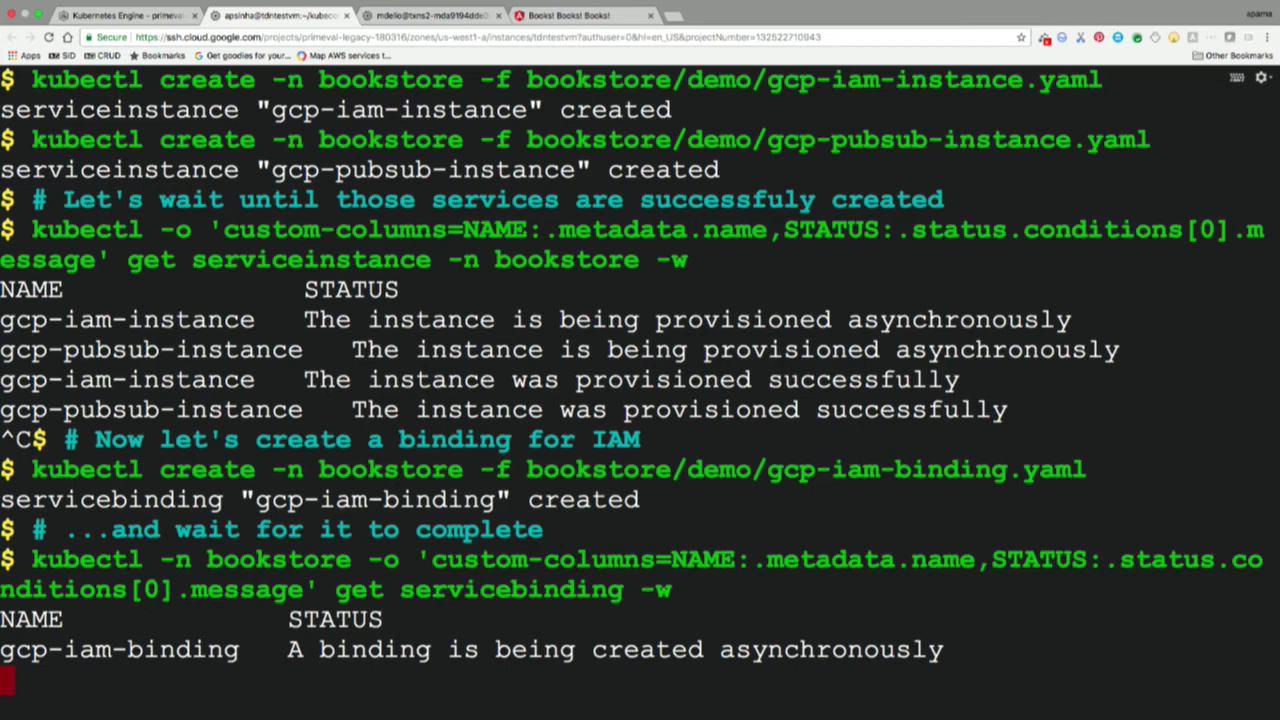 Kubernetes Engine - primeval
apsinha@tdntestvm:~/kubeco
mdelio@txns2-mda9194dde0
Books! Books! Books!
aparna
Secure
https://ssh.cloud.google.com/projects/primeval-legacy-180316/zones/us-west1-a/instances/tdntestvm?authuser=0&hl=en_US&projectNumber=132522710943
Apps
SID
CRUD
Bookmarks
Get goodies for your...
Map AWS services t...
Other Bookmarks
$ kubectl create -n bookstore -f bookstore/demo/gcp-iam-instance.yaml
serviceinstance "gcp-iam-instance" created
$ kubectl create -n bookstore -f bookstore/demo/gcp-pubsub-instance.yaml
serviceinstance "gcp-pubsub-instance" created
$ # Let's wait until those services are successfuly created
$ kubectl -o 'custom-columns=NAME:.metadata.name,STATUS:.status.conditions[0].m
essage' get serviceinstance -n bookstore -w
NAME STATUS
gcp-iam-instance The instance is being provisioned asynchronously
gcp-pubsub-instance The instance is being provisioned asynchronously
gcp-iam-instance The instance was provisioned successfully
gcp-pubsub-instance The instance was provisioned successfully
^C$ # Now let's create a binding for IAM
$ kubectl create -n bookstore -f bookstore/demo/gcp-iam-binding.yaml
servicebinding "gcp-iam-binding" created
$ # ...and wait for it to complete
$ kubectl -n bookstore -o 'custom-columns=NAME:.metadata.name,STATUS:.status.co
nditions[0].message' get servicebinding -w
NAME STATUS
gcp-iam-binding A binding is being created asynchronously